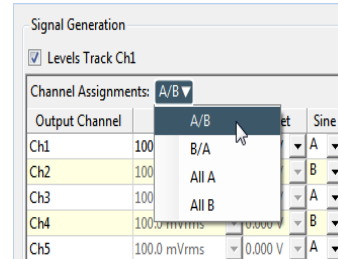 Signal Generation
Levels Track Ch1
Channel Assignments: A/B
Output Channel et Sine
A/B
B/A
All A
All B
Ch1 100 A
Ch2 100 B
Ch3 100 A
Ch4 100.0 mVrms 0.000 V B
Ch5 100.0 mVrms 0.000 V A